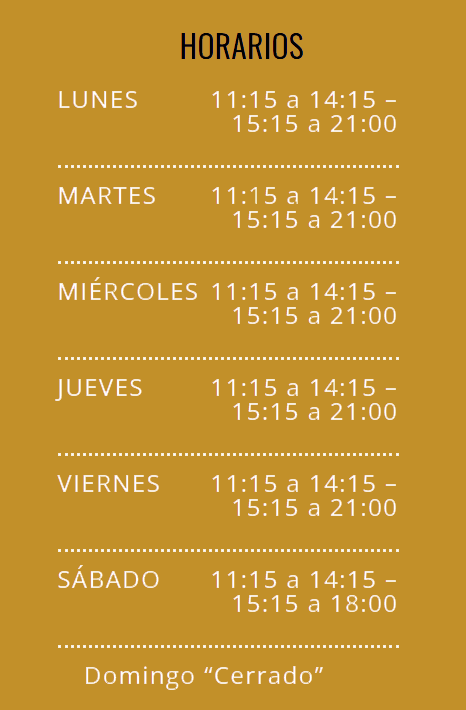 HORARIOS
LUNES 11:15 a 14:15 –
15:15 a 21:00
MARTES 11:15 a 14:15 –
15:15 a 21:00
MIÉRCOLES 11:15 a 14:15 –
15:15 a 21:00
JUEVES 11:15 a 14:15 –
15:15 a 21:00
VIERNES 11:15 a 14:15 –
15:15 a 21:00
SÁBADO 11:15 a 14:15 –
15:15 a 18:00
Domingo “Cerrado”